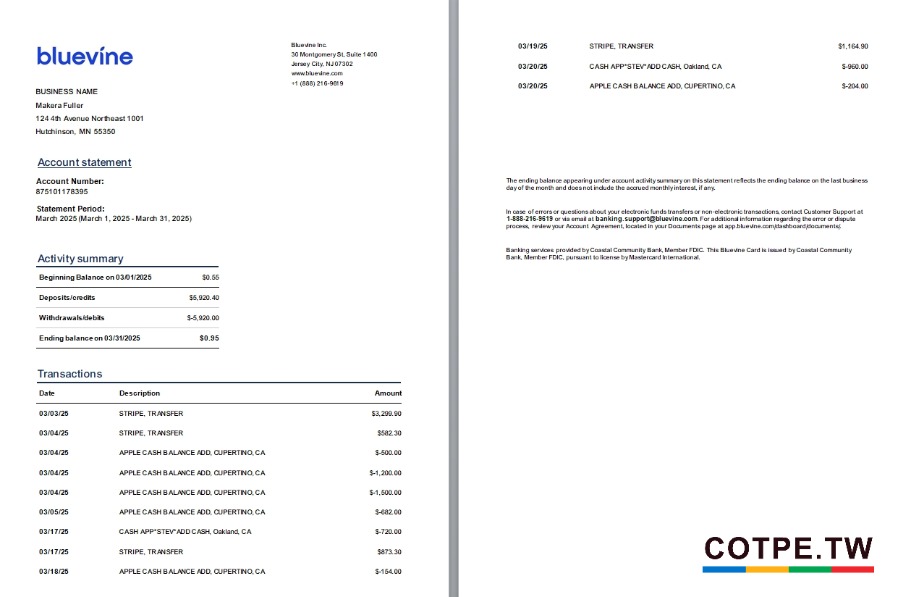 bluevine
Bluevine Inc.
30 Montgomery St, Suite 1400
Jersey City, NJ 07302
www.bluevine.com
+1 (888) 216-9619
BUSINESS NAME
Makera Fuller
124 4th Avenue Northeast 1001
Hutchinson, MN 55350
Account statement
Account Number:
875101178395
Statement Period:
March 2025 (March 1, 2025 - March 31, 2025)
Activity summary
Beginning Balance on 03/01/2025 $0.55
Deposits/credits $5,920.40
Withdrawals/debits $-5,920.00
Ending balance on 03/31/2025 $0.95
Transactions
Date Description Amount
03/03/25 STRIPE, TRANSFER $3,299.90
03/04/25 STRIPE, TRANSFER $582.30
03/04/25 APPLE CASH BALANCE ADD, CUPERTINO, CA $-500.00
03/04/25 APPLE CASH BALANCE ADD, CUPERTINO, CA $-1,200.00
03/04/25 APPLE CASH BALANCE ADD, CUPERTINO, CA $-1,500.00
03/05/25 APPLE CASH BALANCE ADD, CUPERTINO, CA $-682.00
03/17/25 CASH APP*STEV*ADD CASH, Oakland, CA $-720.00
03/17/25 STRIPE, TRANSFER $873.30
03/18/25 APPLE CASH BALANCE ADD, CUPERTINO, CA $-154.00
03/19/25 STRIPE, TRANSFER $1,164.90
03/20/25 CASH APP*STEV*ADD CASH, Oakland, CA $-960.00
03/20/25 APPLE CASH BALANCE ADD, CUPERTINO, CA $-204.00
The ending balance appearing under account activity summary on this statement reflects the ending balance on the last business
day of the month and does not include the accrued monthly interest, if any.
In case of errors or questions about your electronic funds transfers or non-electronic transactions, contact Customer Support at
1-888-216-9619 or via email at banking.support@bluevine.com. For additional information regarding the error or dispute
process, review your Account Agreement, located in your Documents page at app.bluevine.com/dashboard/documents/.
Banking services provided by Coastal Community Bank, Member FDIC. This Bluevine Card is issued by Coastal Community
Bank, Member FDIC, pursuant to license by Mastercard International.
COTPE.TW